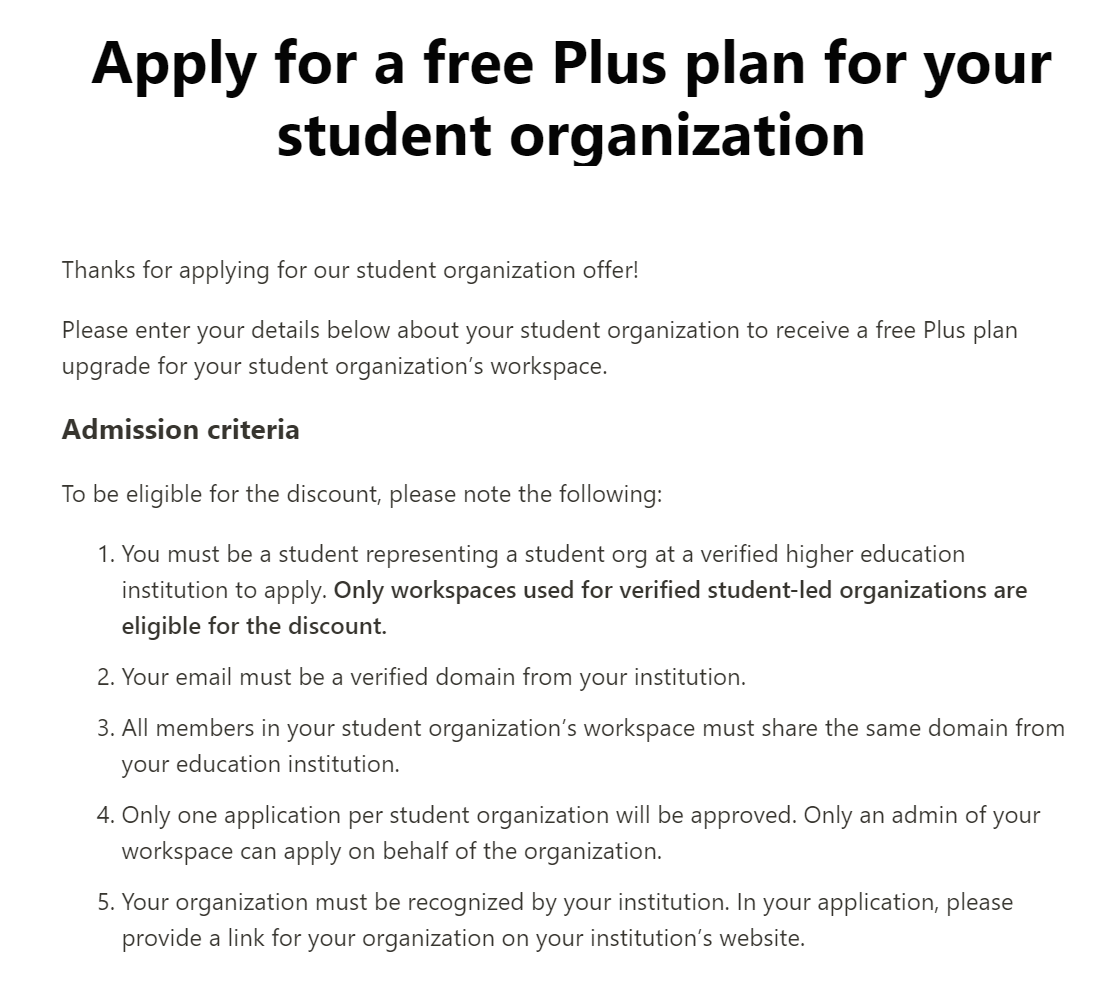 Apply for a free Plus plan for your
student organization
Thanks for applying for our student organization offer!
Please enter your details below about your student organization to receive a free Plus plan
upgrade for your student organization’s workspace.
Admission criteria
To be eligible for the discount, please note the following:
1. You must be a student representing a student org at a verified higher education
institution to apply. Only workspaces used for verified student-led organizations are
eligible for the discount.
2. Your email must be a verified domain from your institution.
3. All members in your student organization’s workspace must share the same domain from
your education institution.
4. Only one application per student organization will be approved. Only an admin of your
workspace can apply on behalf of the organization.
5. Your organization must be recognized by your institution. In your application, please
provide a link for your organization on your institution’s website.